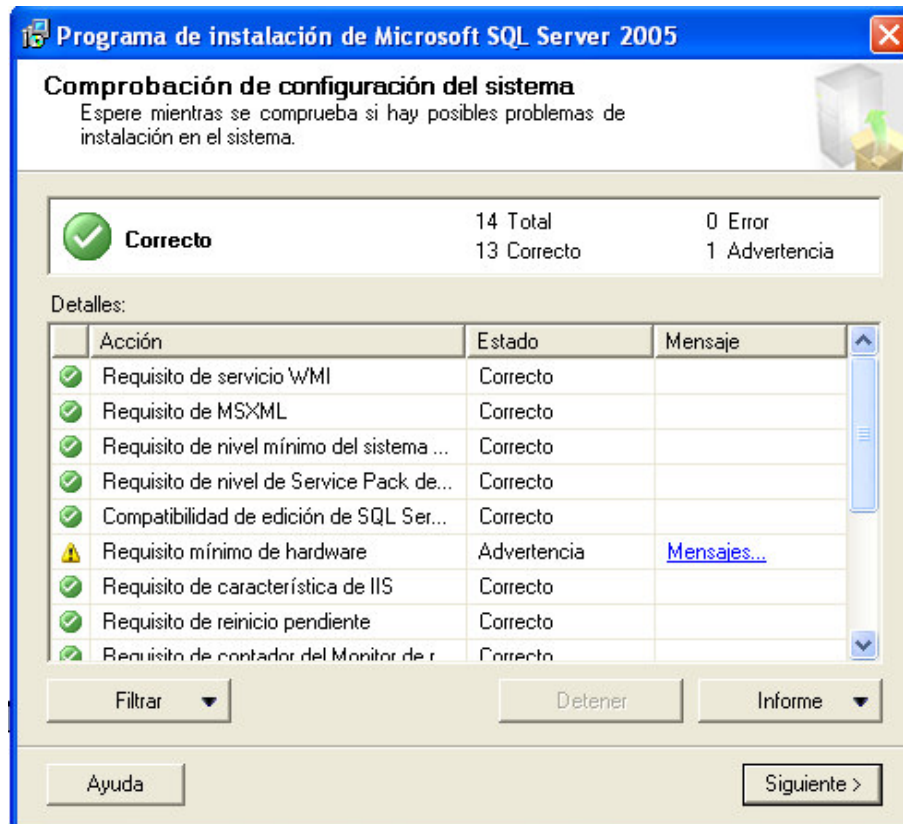 Programa de instalación de Microsoft SQL Server 2005
Comprobación de configuración del sistema
Espere mientras se comprueba si hay posibles problemas de
instalación en el sistema.
Correcto
14 Total
0 Error
13 Correcto
1 Advertencia
Detalles:
Acción Estado Mensaje
Requisito de servicio WMI Correcto
Requisito de MSXML Correcto
Requisito de nivel mínimo del sistema ... Correcto
Requisito de nivel de Service Pack de... Correcto
Compatibilidad de edición de SQL Ser... Correcto
Requisito mínimo de hardware Advertencia Mensajes...
Requisito de característica de IIS Correcto
Requisito de reinicio pendiente Correcto
Requisito de contador del Monitor de r Correcto
Filtrar Detener Informe
Ayuda Siguiente >